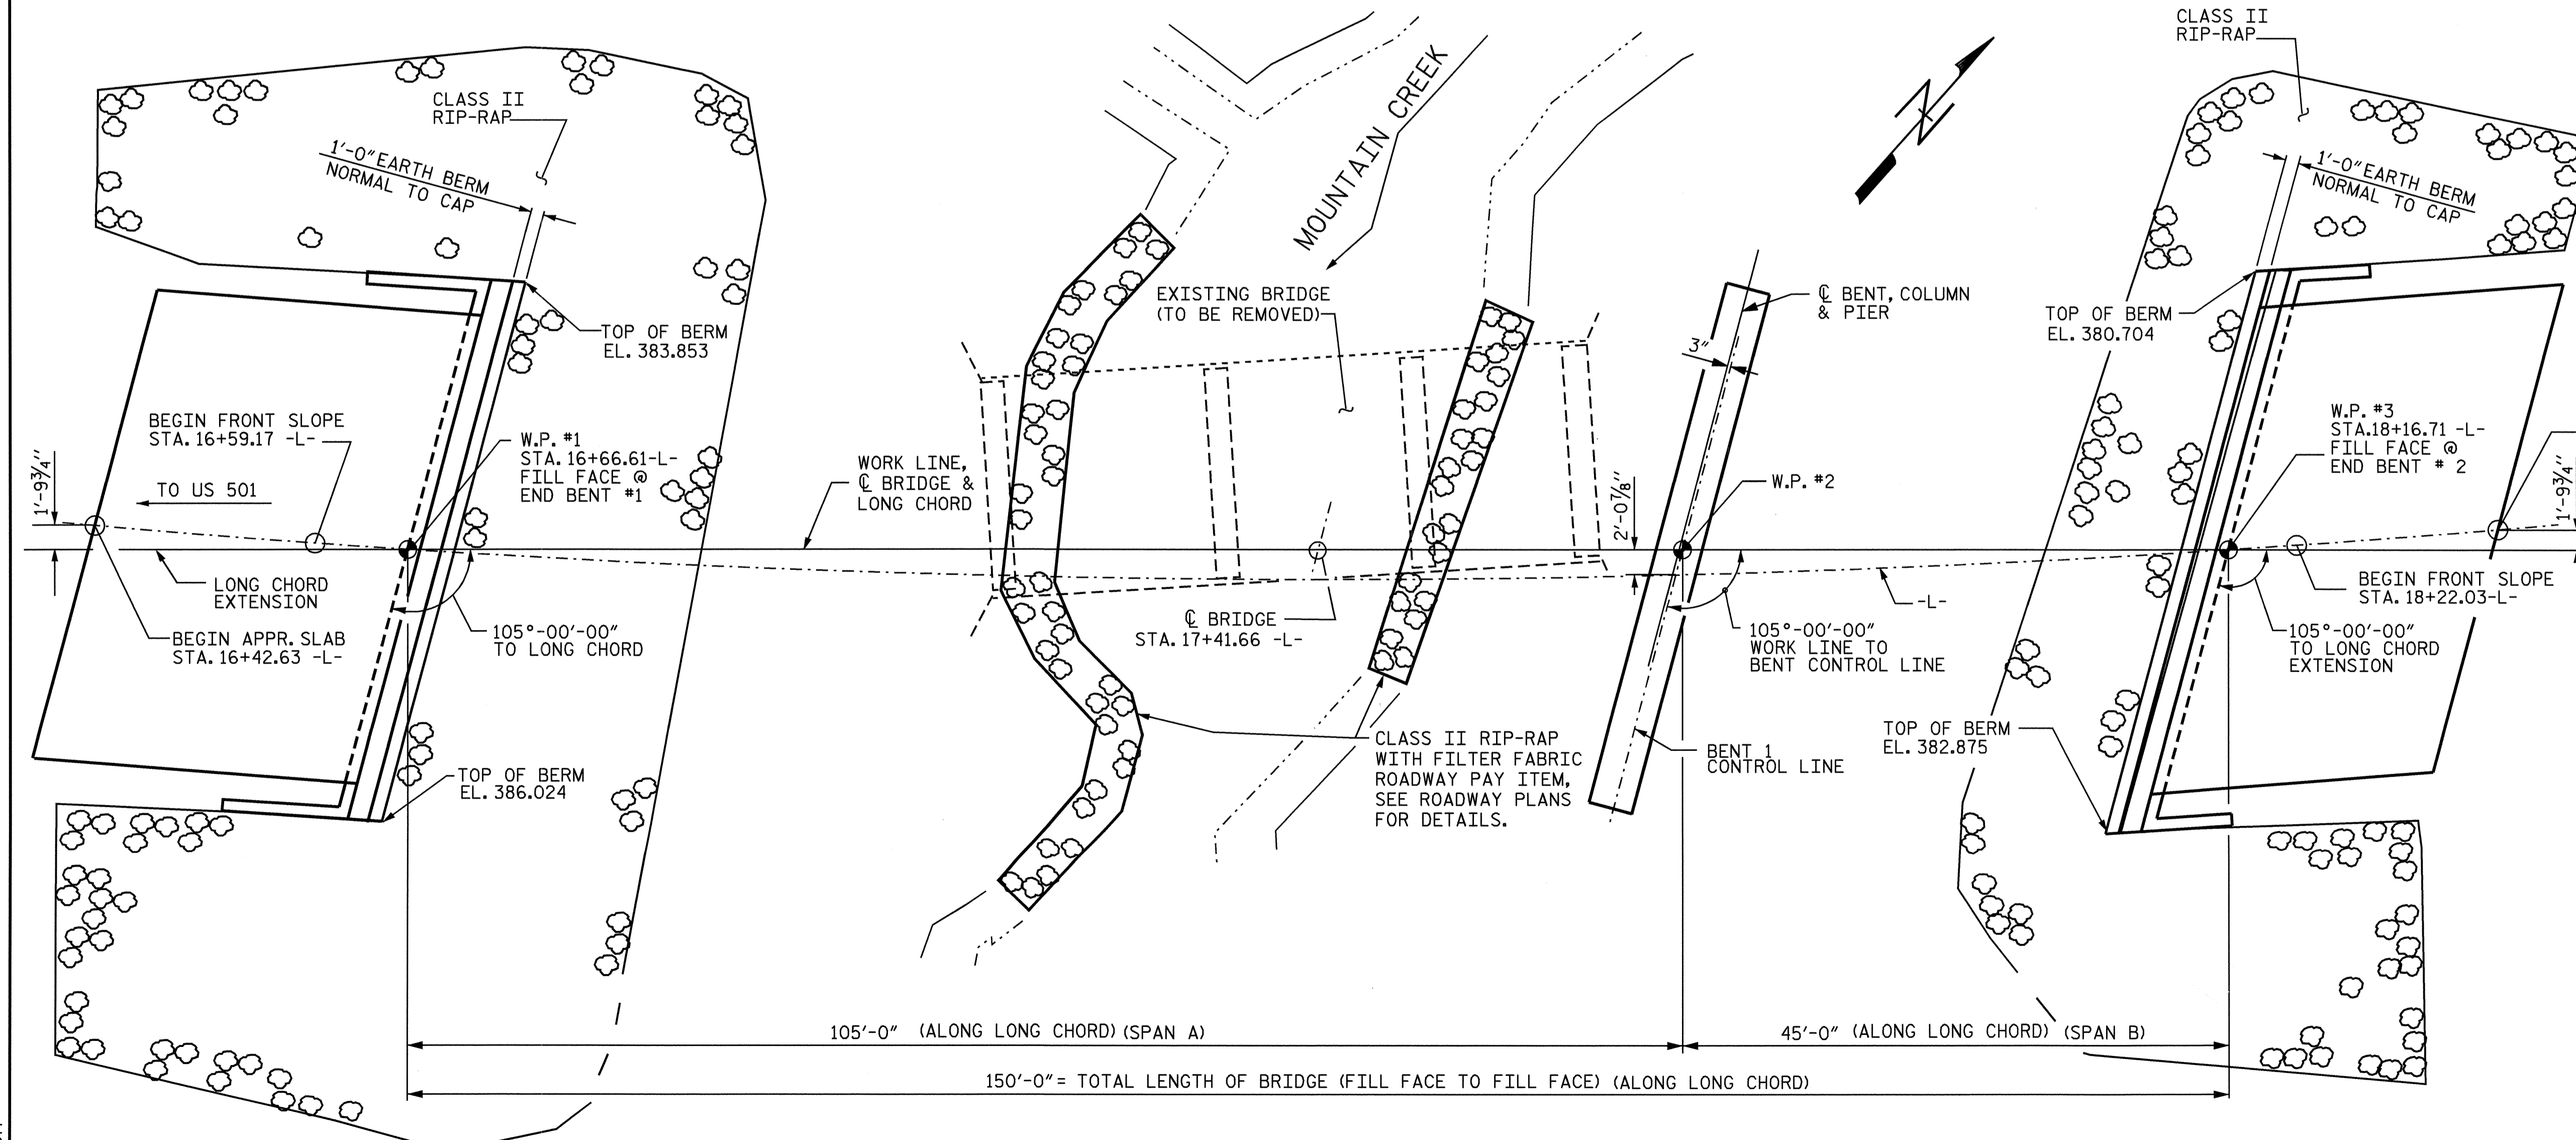 CLASS II
RIP-RAP
CLASS II
RIP-RAP
1'-0" EARTH BERM
NORMAL TO CAP
MOUNTAIN CREEK
1'-0" EARTH BERM
NORMAL TO CAP
EXISTING BRIDGE
(TO BE REMOVED)
℄ BENT, COLUMN
& PIER
TOP OF BERM
EL. 383.853
TOP OF BERM
EL. 380.704
3"
BEGIN FRONT SLOPE
STA. 16+59.17 -L-
W.P. #1
STA. 16+66.61-L-
FILL FACE @
END BENT #1
W.P. #3
STA.18+16.71 -L-
FILL FACE @
END BENT # 2
1'-9¾"
TO US 501
WORK LINE,
℄ BRIDGE &
LONG CHORD
2'-0⅞"
W.P. #2
1'-9¾"
LONG CHORD
EXTENSION
BEGIN FRONT SLOPE
STA. 18+22.03-L-
-L-
BEGIN APPR. SLAB
STA. 16+42.63 -L-
105°-00'-00"
TO LONG CHORD
℄ BRIDGE
STA. 17+41.66 -L-
105°-00'-00"
WORK LINE TO
BENT CONTROL LINE
105°-00'-00"
TO LONG CHORD
EXTENSION
CLASS II RIP-RAP
WITH FILTER FABRIC
ROADWAY PAY ITEM,
SEE ROADWAY PLANS
FOR DETAILS.
BENT 1
CONTROL LINE
TOP OF BERM
EL. 382.875
TOP OF BERM
EL. 386.024
105'-0" (ALONG LONG CHORD) (SPAN A)
45'-0" (ALONG LONG CHORD) (SPAN B)
150'-0" = TOTAL LENGTH OF BRIDGE (FILL FACE TO FILL FACE) (ALONG LONG CHORD)